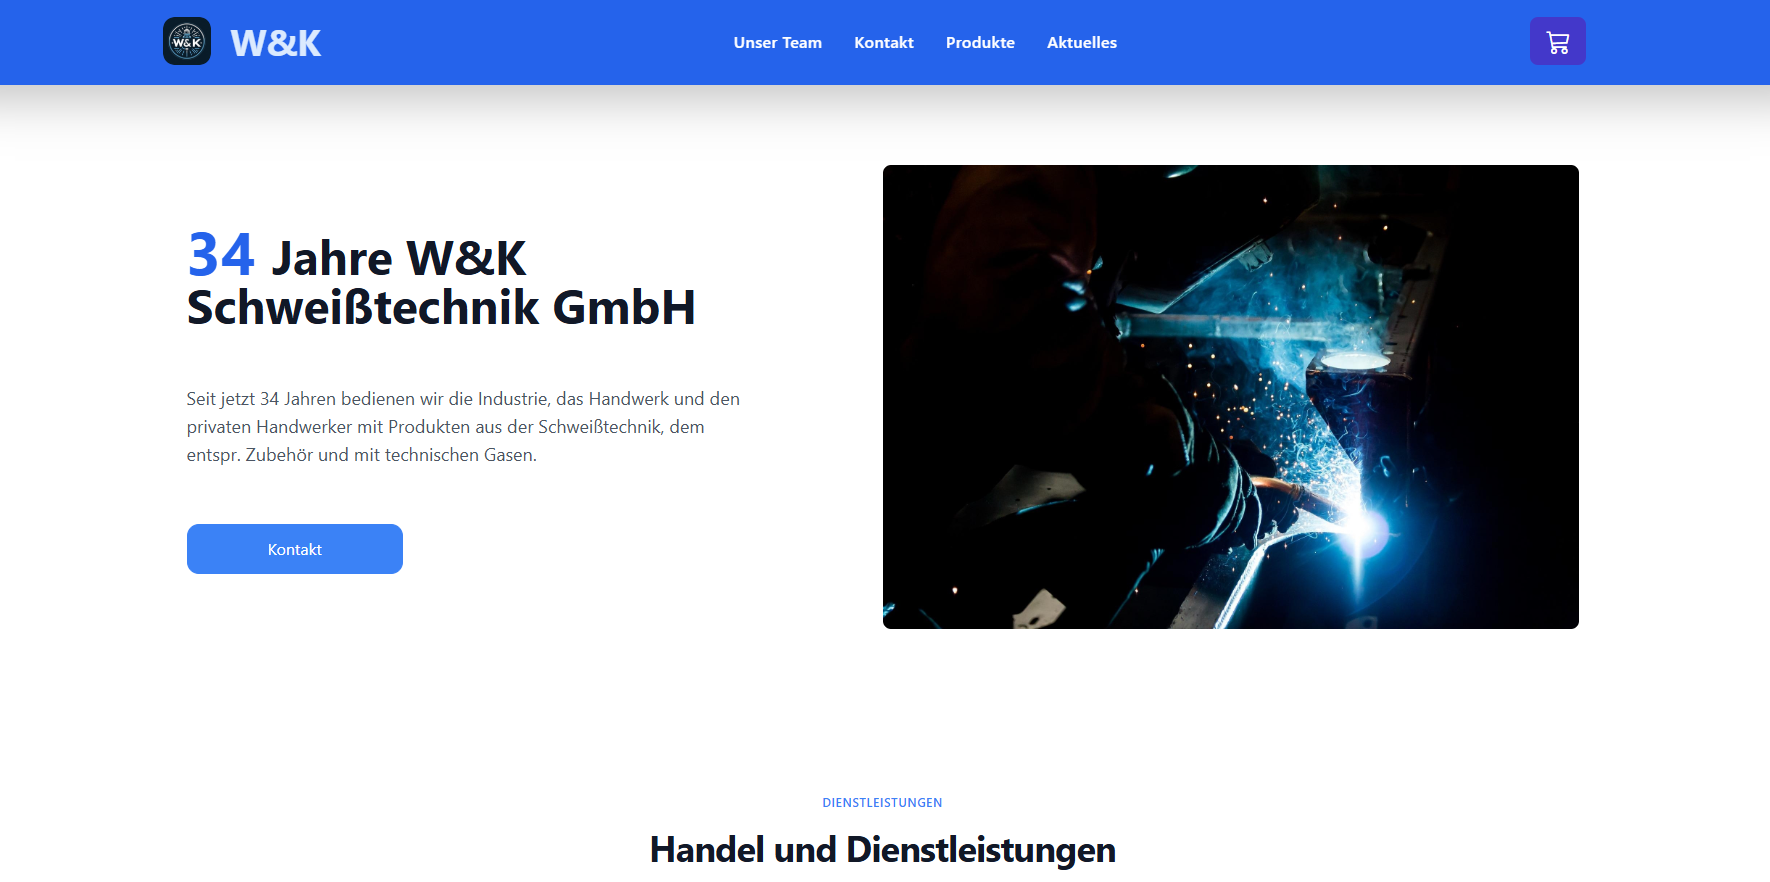 W&K
W&K
Unser Team
Kontakt
Produkte
Aktuelles
34 Jahre W&K
Schweißtechnik GmbH
Seit jetzt 34 Jahren bedienen wir die Industrie, das Handwerk und den
privaten Handwerker mit Produkten aus der Schweißtechnik, dem
entspr. Zubehör und mit technischen Gasen.
Kontakt
DIENSTLEISTUNGEN
Handel und Dienstleistungen